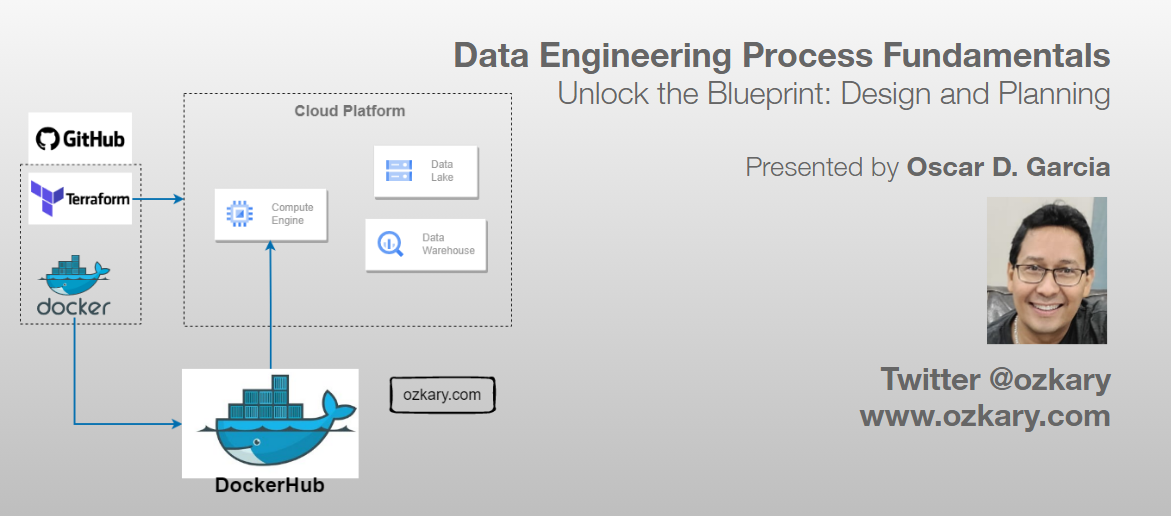 Data Engineering Process Fundamentals
Unlock the Blueprint: Design and Planning
Presented by Oscar D. Garcia
Twitter @ozkary
www.ozkary.com
Cloud Platform
GitHub
Terraform
docker
Compute
Engine
Data
Lake
Data
Warehouse
DockerHub
ozkary.com